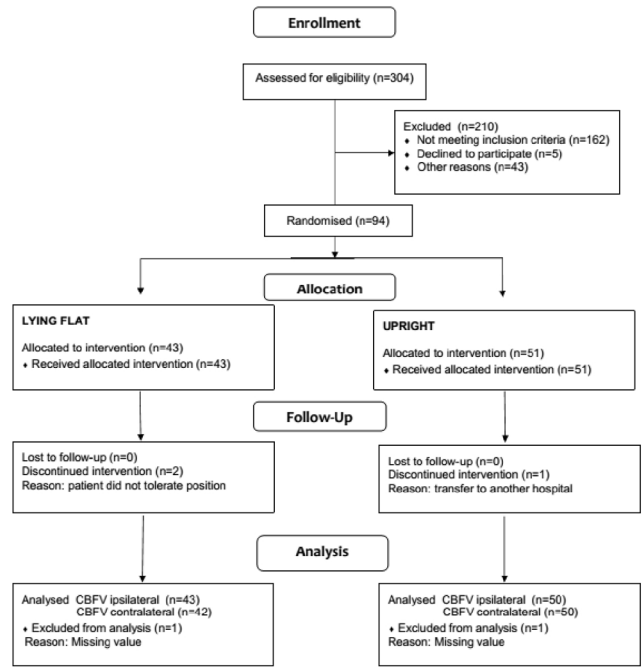 Enrollment
Assessed for eligibility (n=304)
Excluded (n=210)
♦ Not meeting inclusion criteria (n=162)
♦ Declined to participate (n=5)
♦ Other reasons (n=43)
Randomised (n=94)
Allocation
LYING FLAT
Allocated to intervention (n=43)
♦ Received allocated intervention (n=43)
UPRIGHT
Allocated to intervention (n=51)
♦ Received allocated intervention (n=51)
Follow-Up
Lost to follow-up (n=0)
Discontinued intervention (n=2)
Reason: patient did not tolerate position
Lost to follow-up (n=0)
Discontinued intervention (n=1)
Reason: transfer to another hospital
Analysis
Analysed CBFV ipsilateral (n=43)
CBFV contralateral (n=42)
♦ Excluded from analysis (n=1)
Reason: Missing value
Analysed CBFV ipsilateral (n=50)
CBFV contralateral (n=50)
♦ Excluded from analysis (n=1)
Reason: Missing value